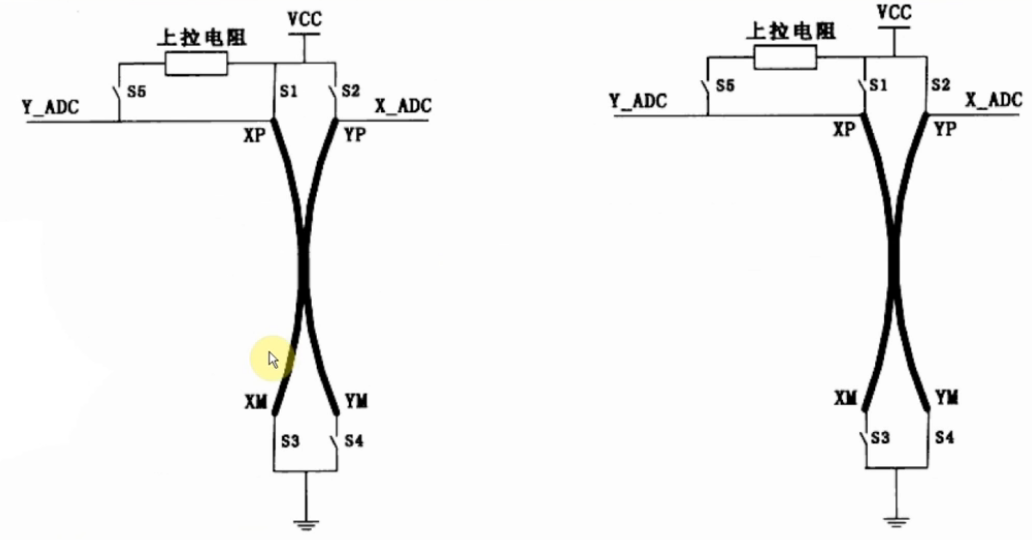 VCC
上拉电阻
S5
S1
S2
Y_ADC
X_ADC
XP
YP
XM
YM
S3
S4
VCC
上拉电阻
S5
S1
S2
Y_ADC
X_ADC
XP
YP
XM
YM
S3
S4